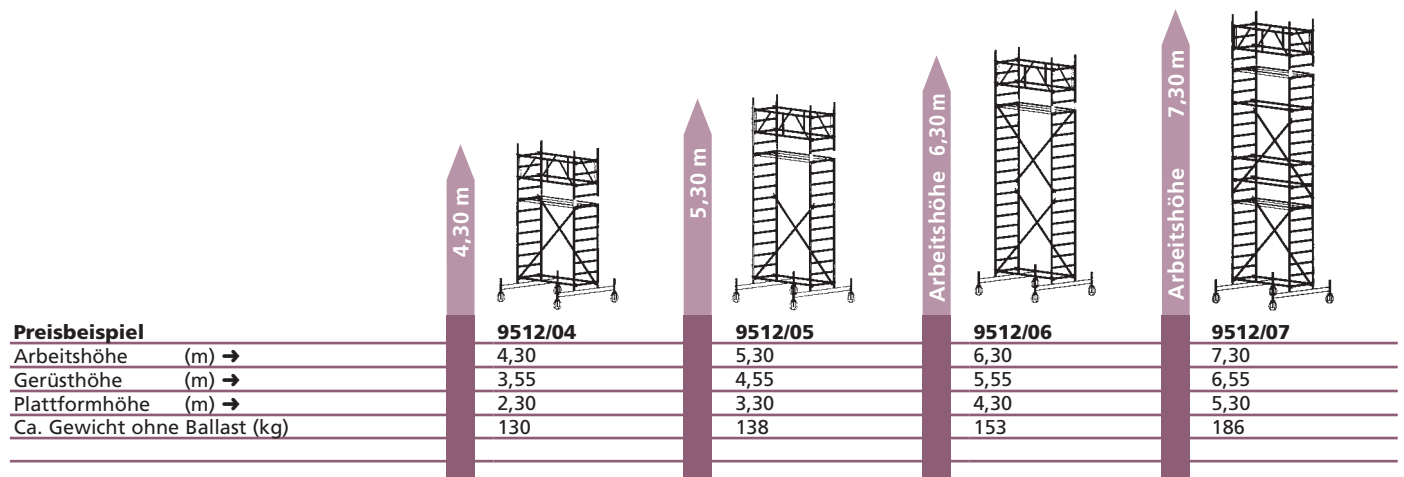 4,30 m
5,30 m
Arbeitshöhe 6,30 m
Arbeitshöhe 7,30 m
Preisbeispiel 9512/04 9512/05 9512/06 9512/07
Arbeitshöhe (m) ➔ 4,30 5,30 6,30 7,30
Gerüsthöhe (m) ➔ 3,55 4,55 5,55 6,55
Plattformhöhe (m) ➔ 2,30 3,30 4,30 5,30
Ca. Gewicht ohne Ballast (kg) 130 138 153 186